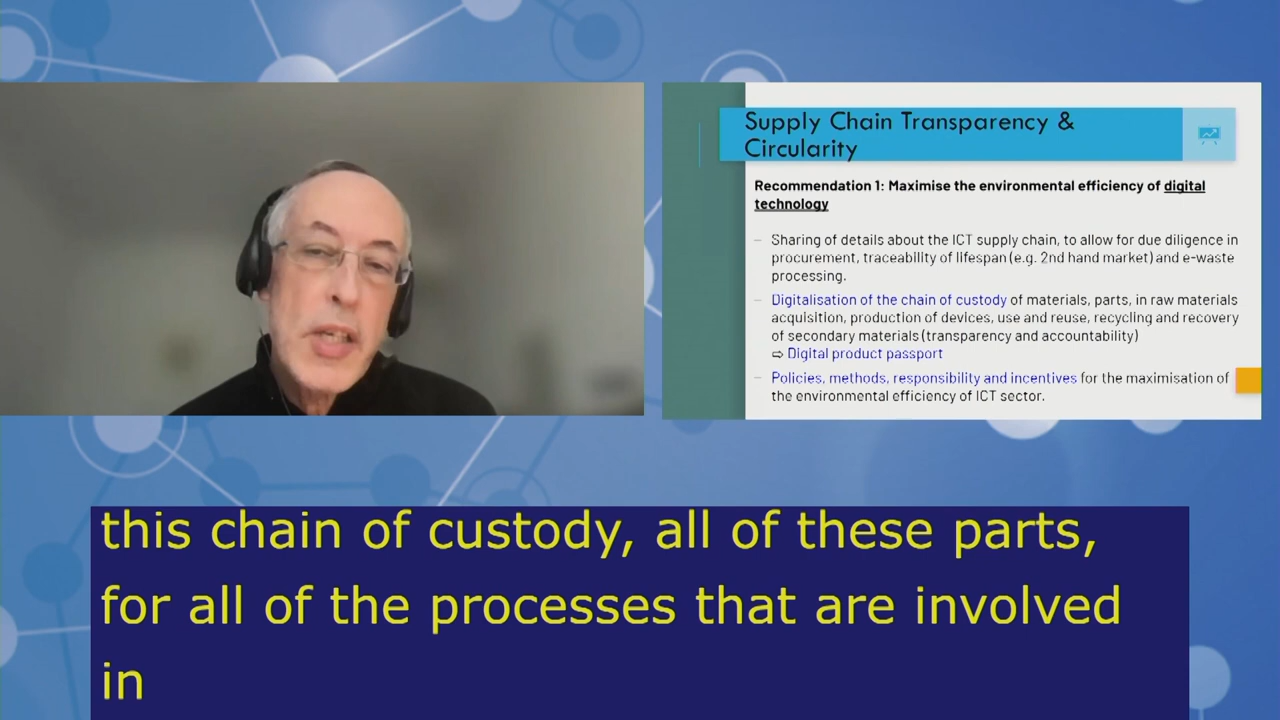 Supply Chain Transparency &
Circularity
Recommendation 1: Maximise the environmental efficiency of digital
technology
– Sharing of details about the ICT supply chain, to allow for due diligence in
procurement, traceability of lifespan (e.g. 2nd hand market) and e-waste
processing.
– Digitalisation of the chain of custody of materials, parts, in raw materials
acquisition, production of devices, use and reuse, recycling and recovery
of secondary materials (transparency and accountability)
⇨ Digital product passport
– Policies, methods, responsibility and incentives for the maximisation of
the environmental efficiency of ICT sector.
this chain of custody, all of these parts,
for all of the processes that are involved
in